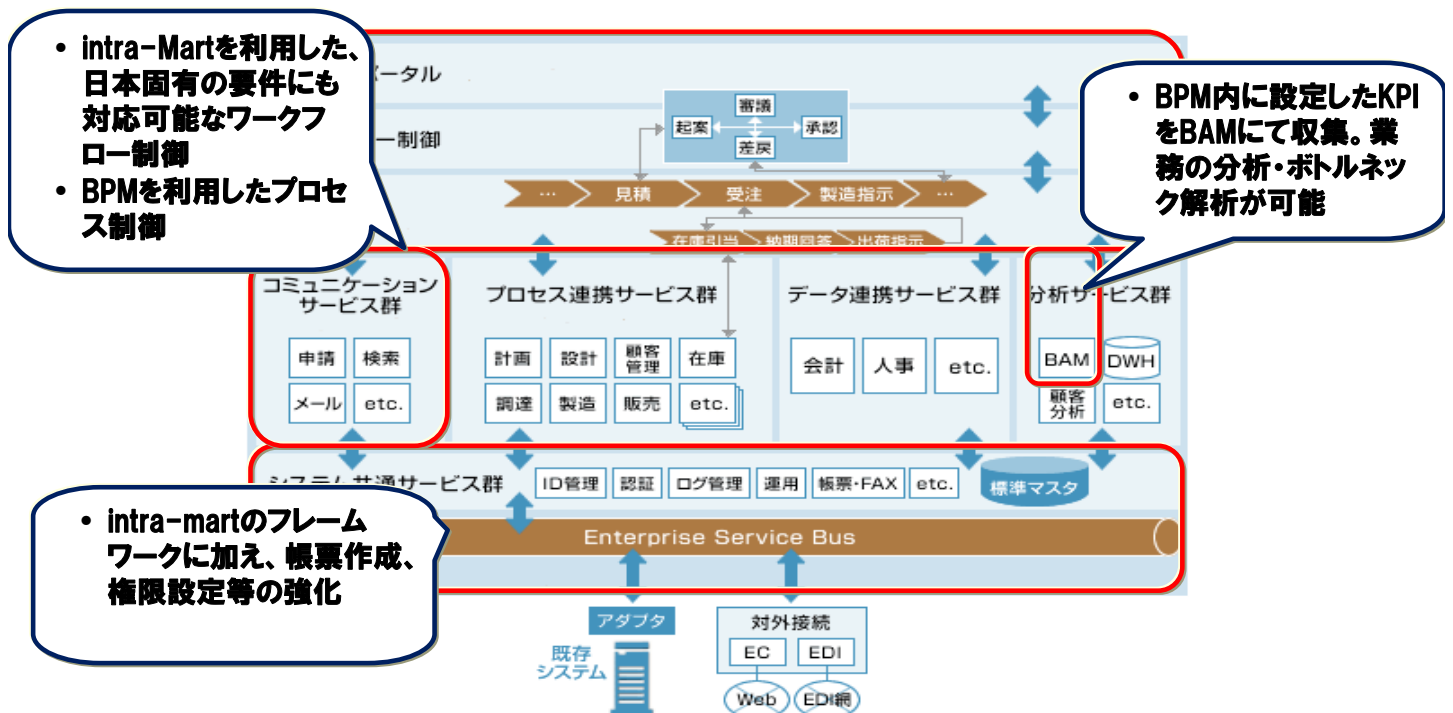 • intra-Martを利用した、
日本固有の要件にも
対応可能なワークフ
ロー制御
• BPMを利用したプロセ
ス制御
ータル
ー制御
審議
起案
承認
差戻
• BPM内に設定したKPI
をBAMにて収集。業
務の分析・ボトルネッ
ク解析が可能
…
見積
受注
製造指示
…
在庫引当
納期回答
出荷指示
コミュニケーション
サービス群
申請
検索
メール
etc.
プロセス連携サービス群
計画
設計
顧客
管理
在庫
調達
製造
販売
etc.
データ連携サービス群
会計
人事
etc.
分析サービス群
BAM
DWH
顧客
分析
etc.
システム共通サービス群
ID管理
認証
ログ管理
運用
帳票・FAX
etc.
標準マスタ
• intra-martのフレーム
ワークに加え、帳票作成、
権限設定等の強化
Enterprise Service Bus
アダプタ
既存
システム
対外接続
EC
EDI
Web
EDI網